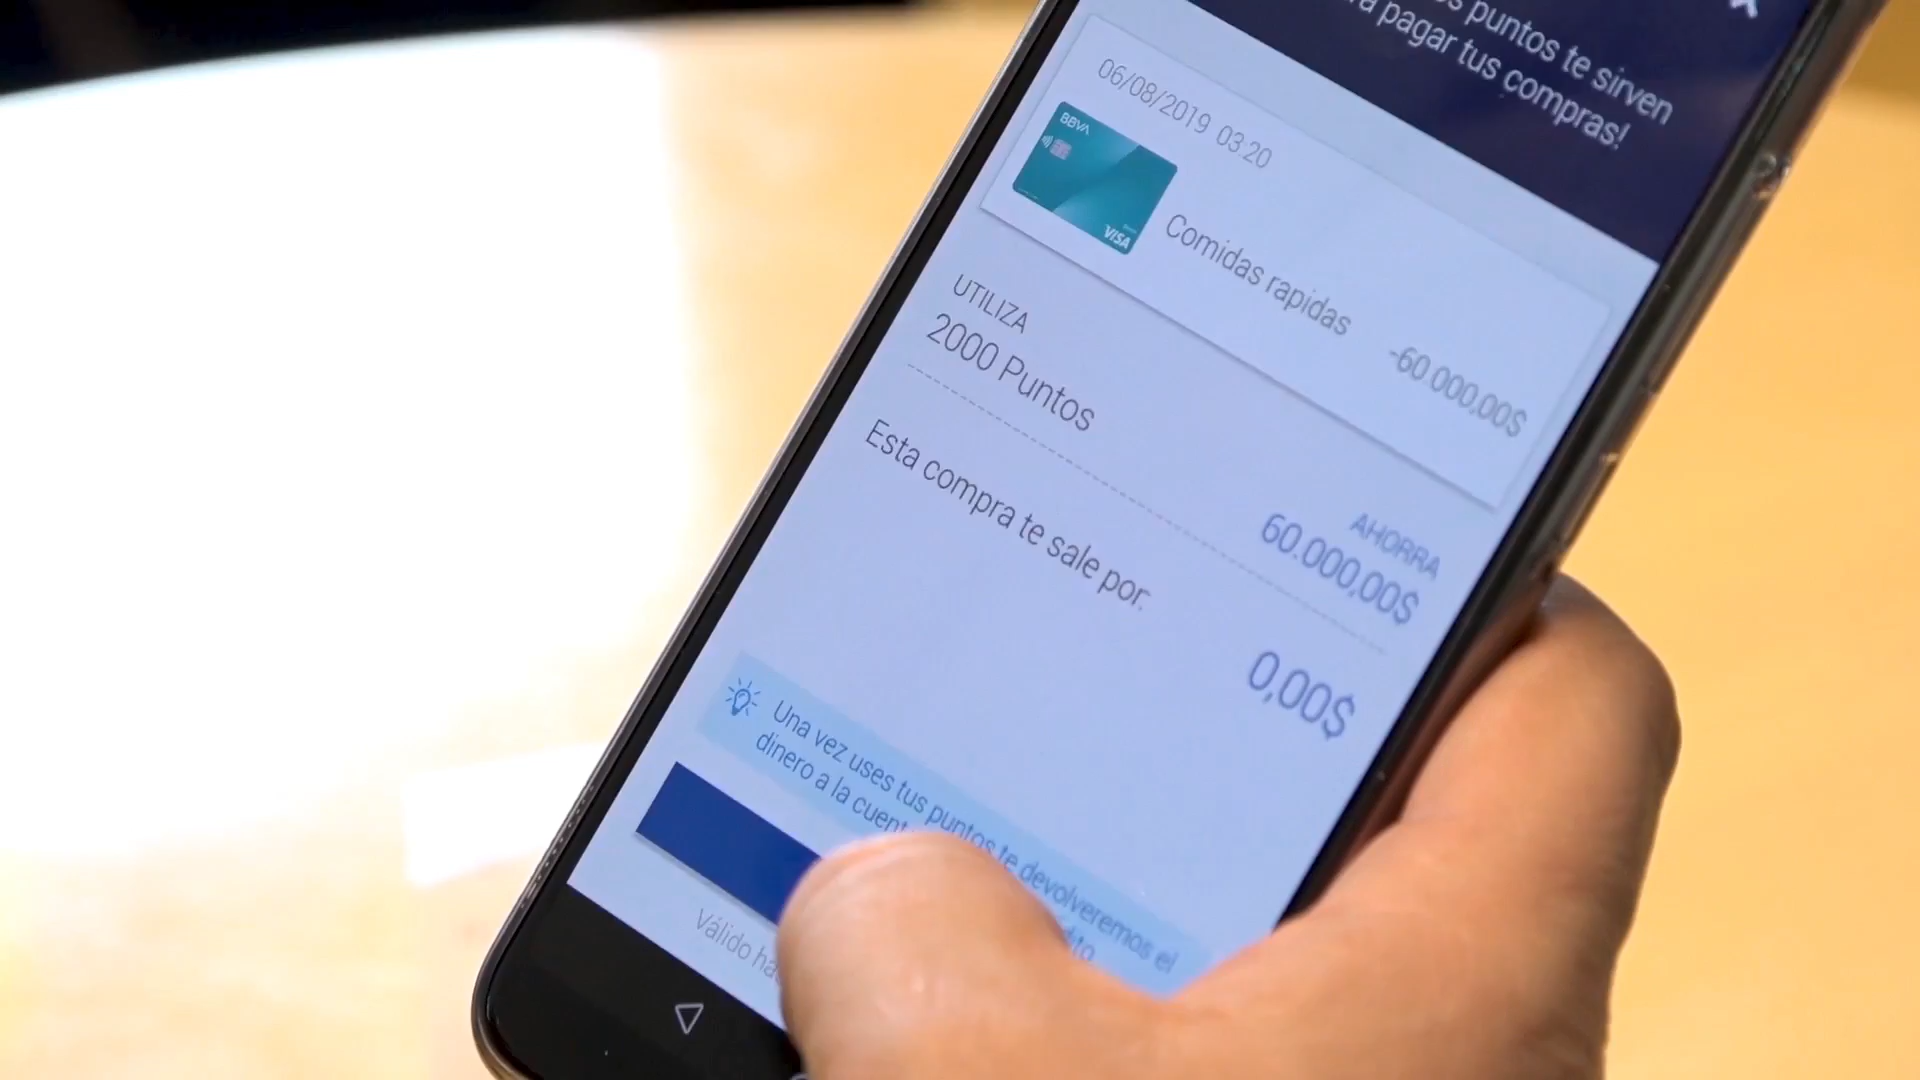 puntos te sirven
pagar tus compras!
06/08/2019 03:20
BBVA
VISA
Comidas rapidas
-60.000,00$
UTILIZA
2000 Puntos
AHORRA
60.000,00$
Esta compra te sale por:
0,00$
Una vez uses tus puntos te devolveremos el
dinero a la cuent
Válido ha